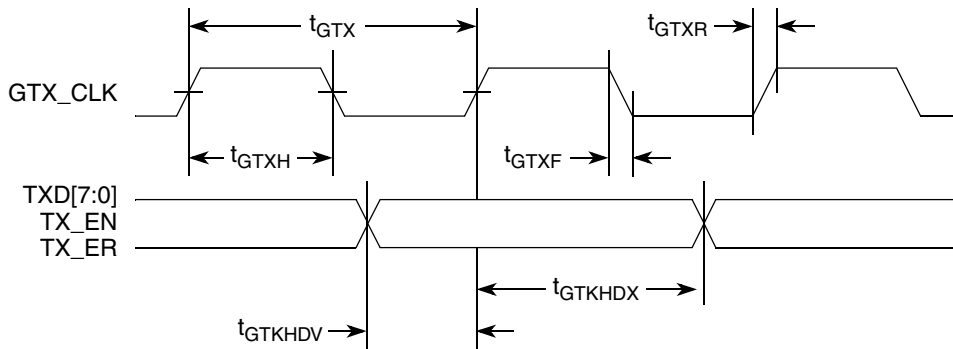 tGTX
tGTXR
GTX_CLK
tGTXH
tGTXF
TXD[7:0]
TX_EN
TX_ER
tGTKHDX
tGTKHDV